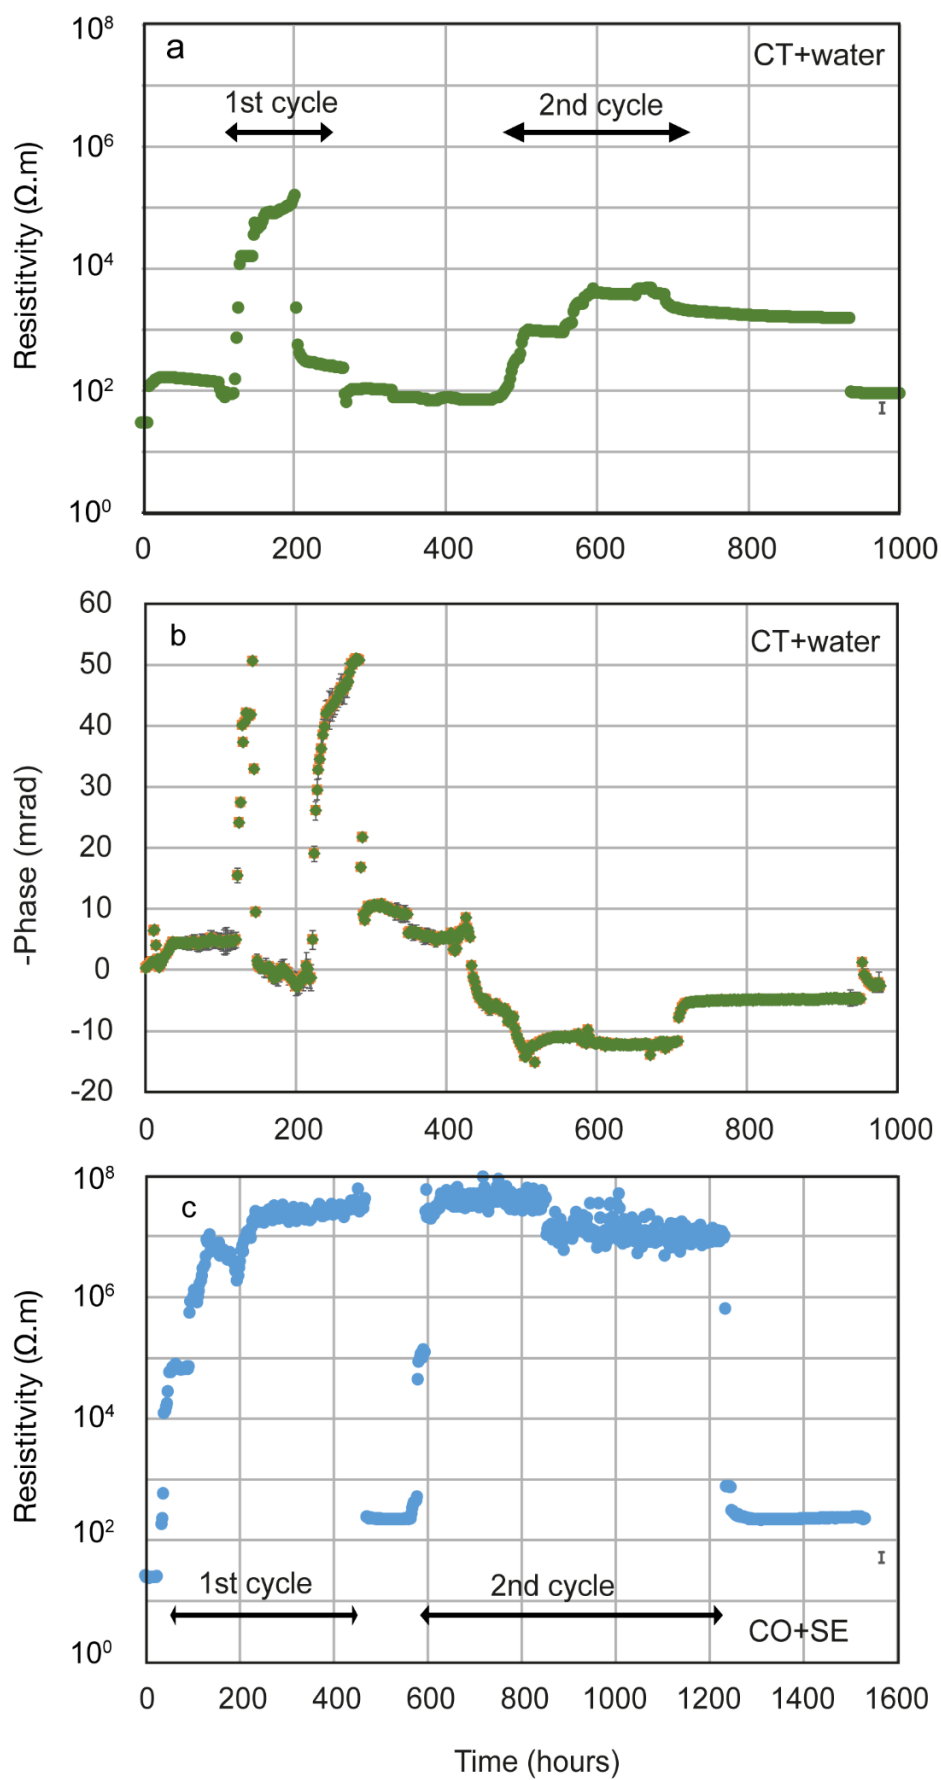 10⁸
a
CT+water
1st cycle
2nd cycle
10⁶
10⁴
10²
10⁰
Resistitvity (Ω.m)
0 200 400 600 800 1000
60
b
CT+water
50
40
30
20
10
0
-10
-20
-Phase (mrad)
0 200 400 600 800 1000
10⁸
c
10⁶
10⁴
10²
10⁰
Resistitvity (Ω.m)
1st cycle
2nd cycle
CO+SE
0 200 400 600 800 1000 1200 1400 1600
Time (hours)